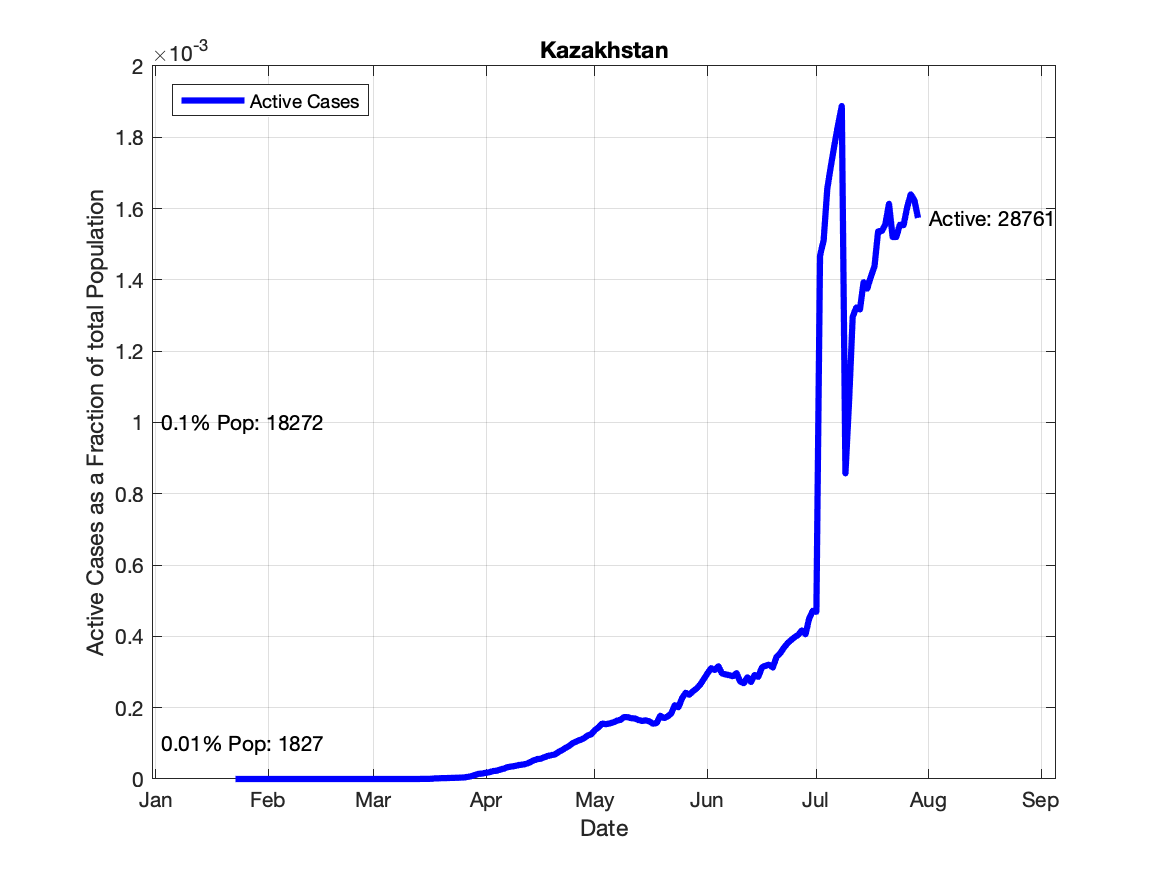 Kazakhstan
×10-3
2
1.8
1.6
1.4
1.2
1
0.8
0.6
0.4
0.2
0
Active Cases as a Fraction of total Population
Active Cases
Active: 28761
0.1% Pop: 18272
0.01% Pop: 1827
Jan Feb Mar Apr May Jun Jul Aug Sep
Date